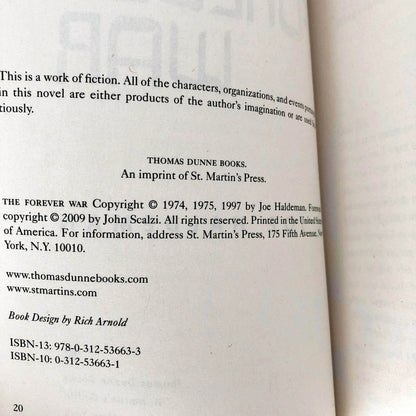 This is a work of fiction. All of the characters, organizations, and events
in this novel are either products of the author's imagination or are used
tiously.
THOMAS DUNNE BOOKS.
An imprint of St. Martin's Press.
THE FOREVER WAR Copyright © 1974, 1975, 1997 by Joe Haldeman.
copyright © 2009 by John Scalzi. All rights reserved. Printed in the United
of America. For information, address St. Martin's Press, 175 Fifth Avenue,
York, N.Y. 10010.
www.thomasdunnebooks.com
www.stmartins.com
Book Design by Rich Arnold
ISBN-13: 978-0-312-53663-3
ISBN-10: 0-312-53663-1
20